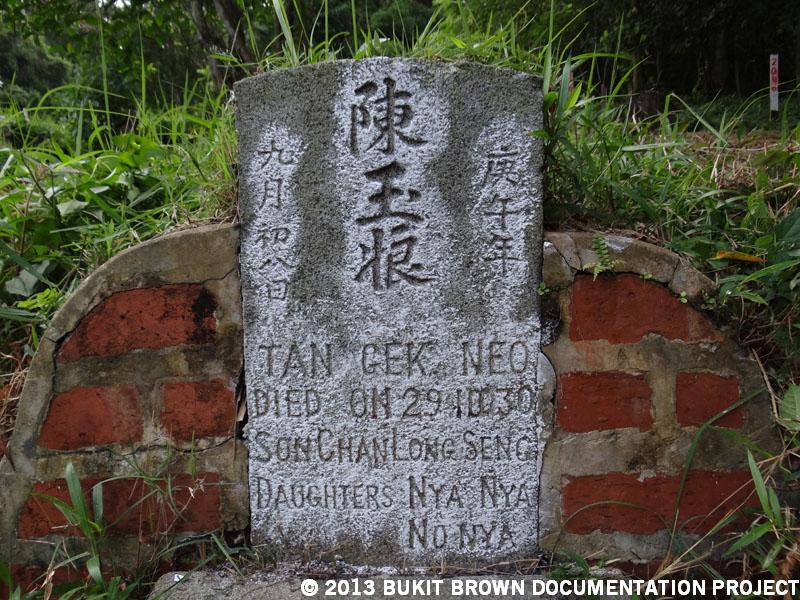 庚午年
陳玉娘
九月初八日
TAN GEK NEO
DIED ON 29-10-30
SON CHAN LONG SENG
DAUGHTERS NYA NYA
NO NYA
© 2013 BUKIT BROWN DOCUMENTATION PROJECT